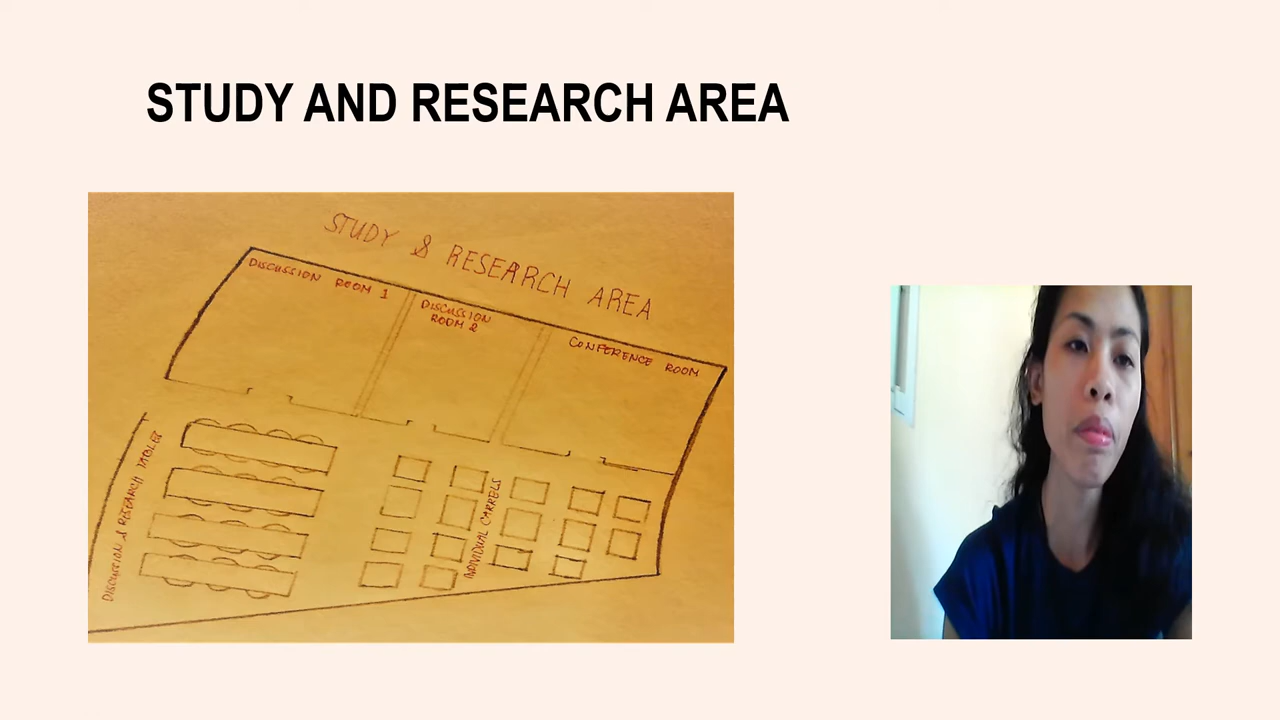 STUDY AND RESEARCH AREA
STUDY & RESEARCH AREA
DISCUSSION ROOM 1
DISCUSSION
ROOM 2
CONFERENCE ROOM
DISCUSSION & RESEARCH TABLES
INDIVIDUAL CARRELS